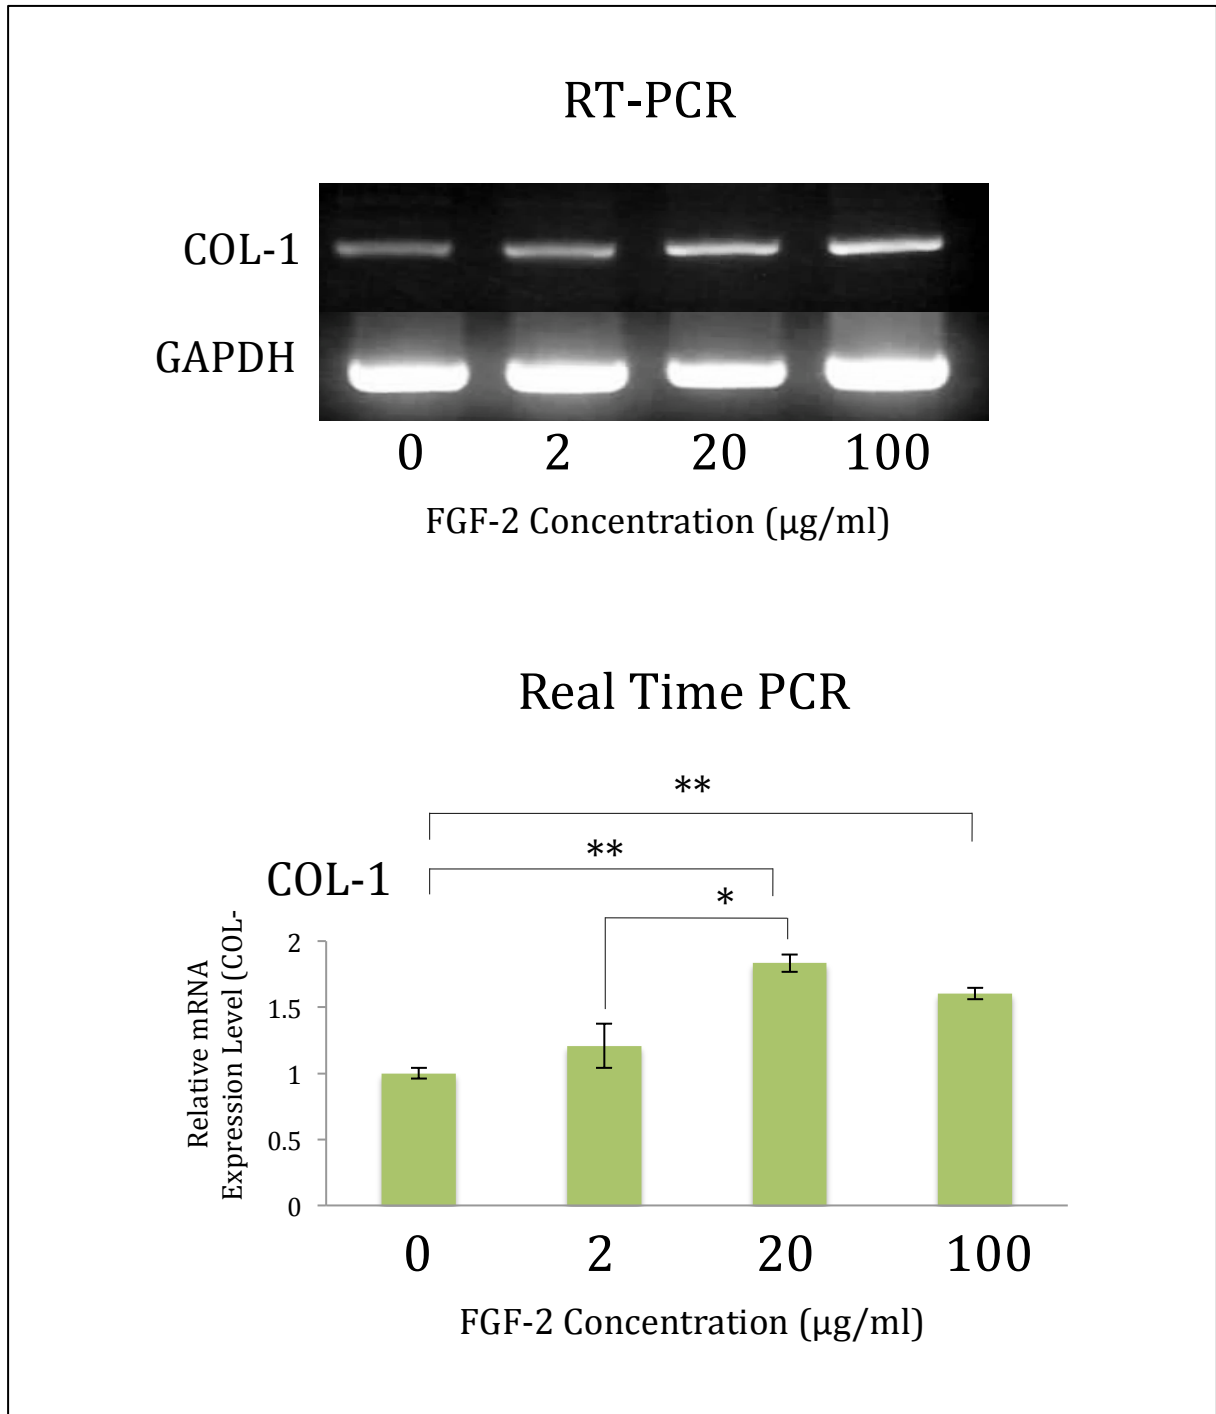 RT-PCR
COL-1
GAPDH
0 2 20 100
FGF-2 Concentration (µg/ml)
Real Time PCR
**
**
*
COL-1
Relative mRNA
Expression Level (COL-
2
1.5
1
0.5
0
0 2 20 100
FGF-2 Concentration (µg/ml)